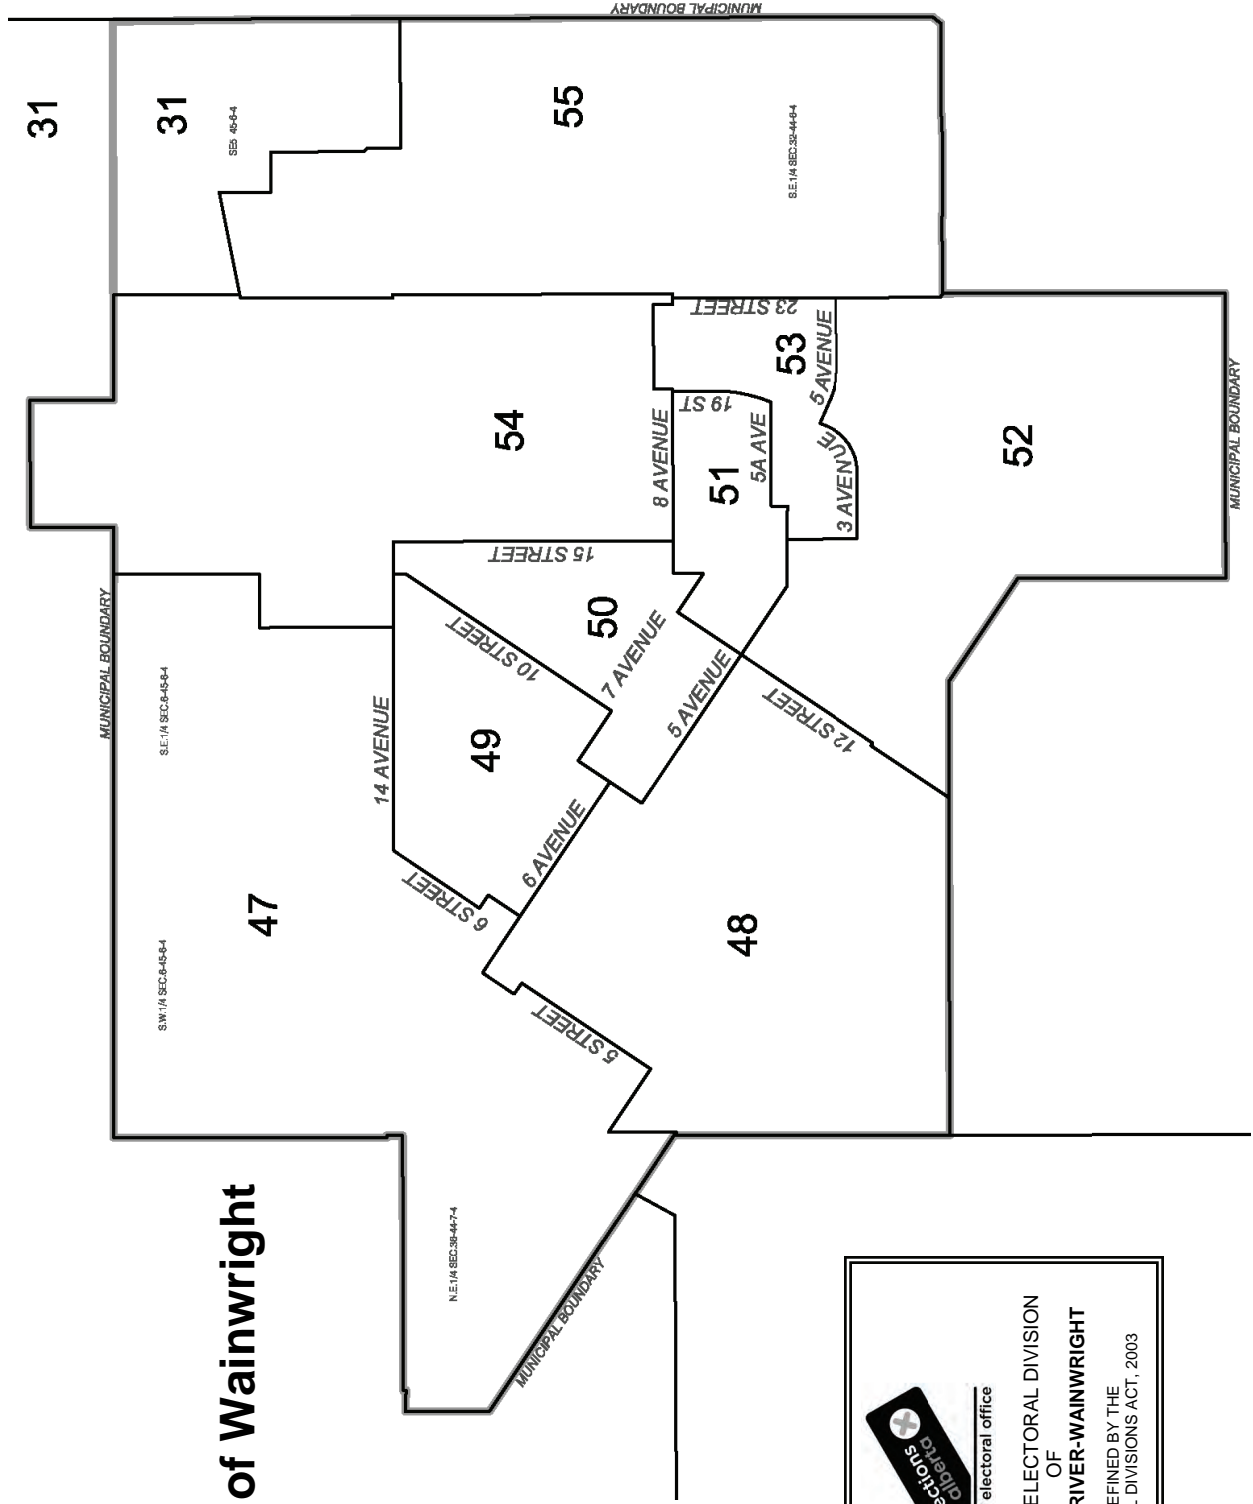 of Wainwright
31
31
SE5 45-6-4
55
S.E.1/4 SEC.32-44-6-4
MUNICIPAL BOUNDARY
MUNICIPAL BOUNDARY
S.E.1/4 SEC.6-45-6-4
S.W.1/4 SEC.6-45-6-4
47
14 AVENUE
6 STREET
49
10 STREET
15 STREET
54
50
7 AVENUE
6 AVENUE
5 AVENUE
5 STREET
48
12 STREET
8 AVENUE
19 ST
51
5A AVE
23 STREET
53
5 AVENUE
3 AVENUE
52
MUNICIPAL BOUNDARY
N.E.1/4 SEC.36-44-7-4
MUNICIPAL BOUNDARY
ections
alberta
electoral office
ELECTORAL DIVISION
OF
RIVER-WAINWRIGHT
EFINED BY THE
DIVISIONS ACT, 2003